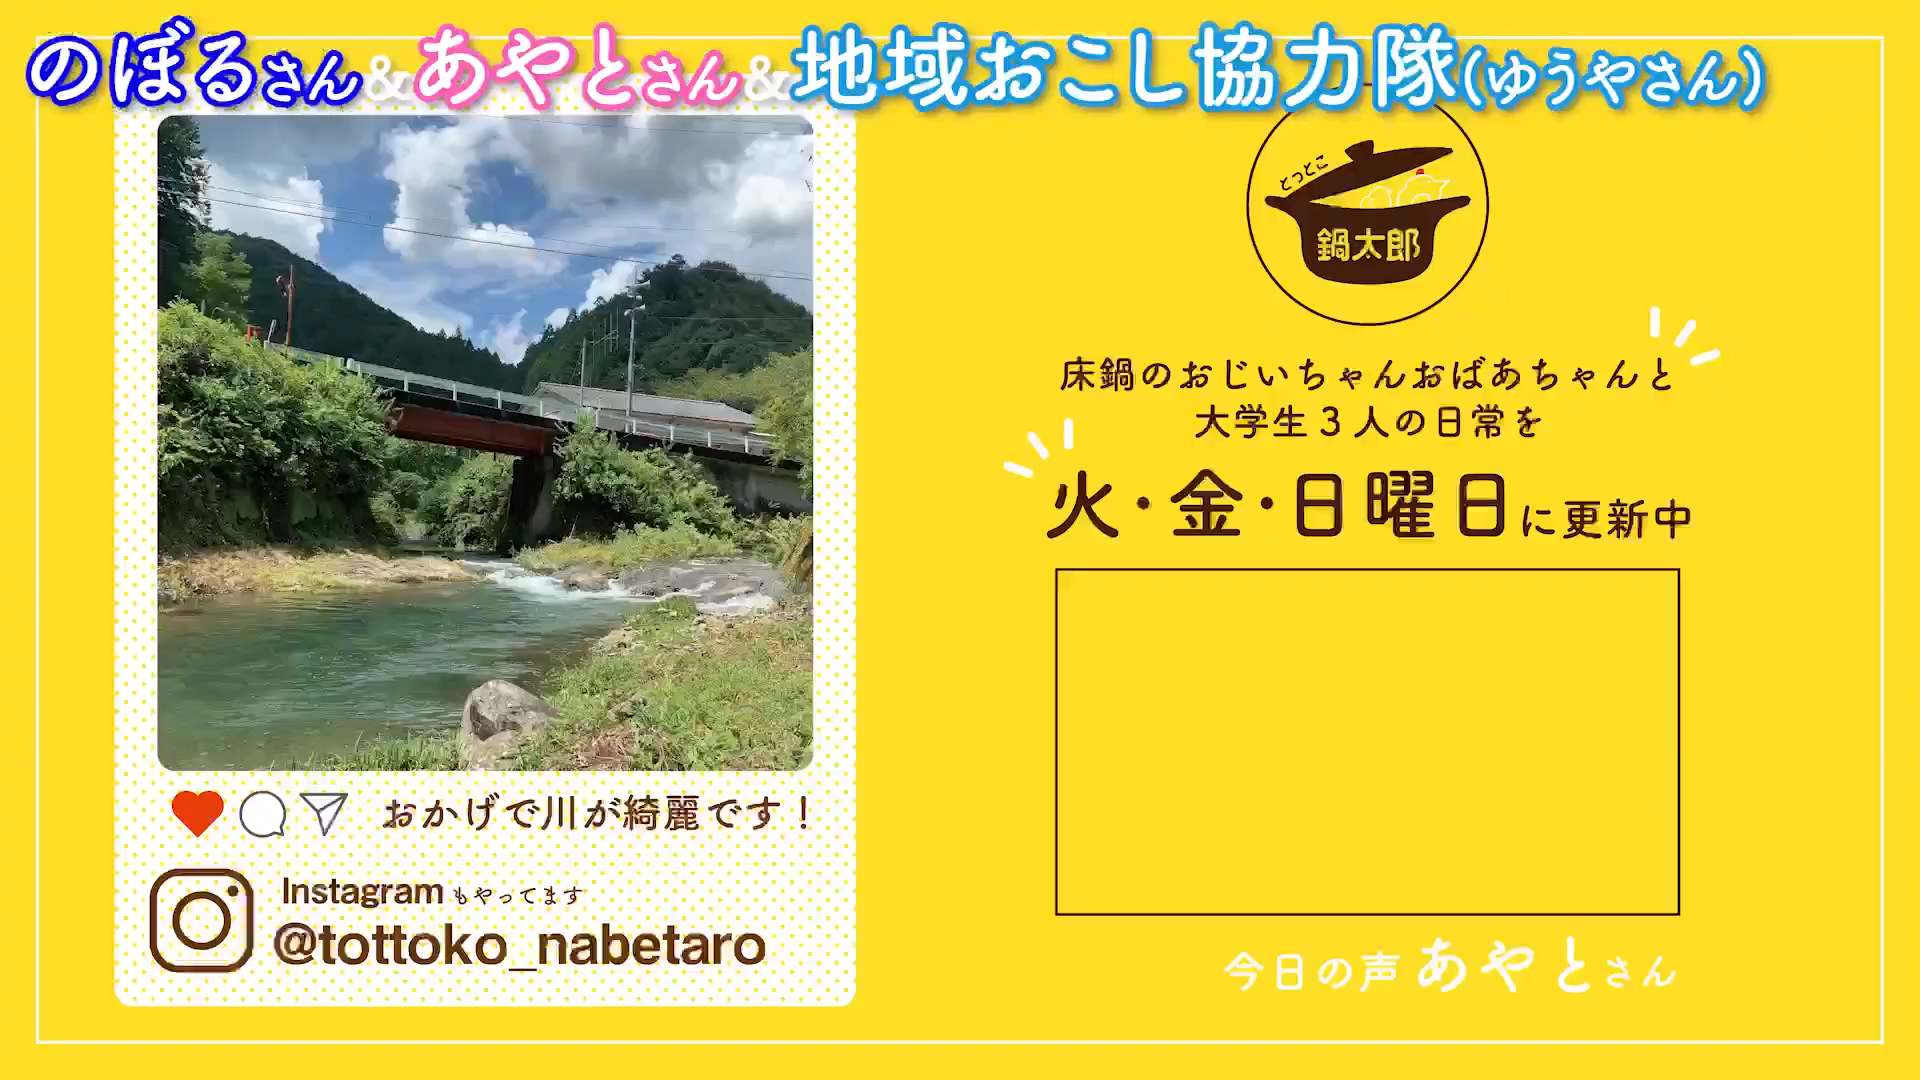 のぼるさん&あやとさん&地域おこし協力隊(ゆうやさん)
とっとこ
鍋太郎
床鍋のおじいちゃんおばあちゃんと
大学生3人の日常を
火・金・日曜日に更新中
おかげで川が綺麗です!
Instagramもやってます
@tottoko_nabetaro
今日の声 あやとさん